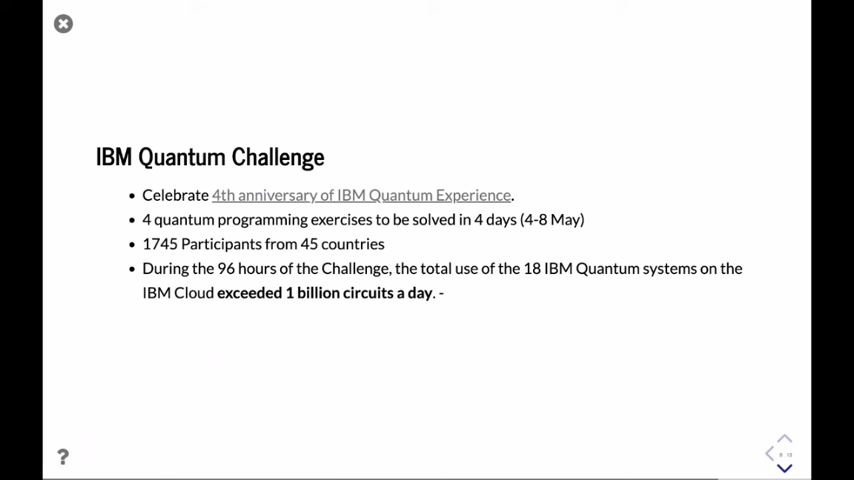 IBM Quantum Challenge
• Celebrate 4th anniversary of IBM Quantum Experience.
• 4 quantum programming exercises to be solved in 4 days (4-8 May)
• 1745 Participants from 45 countries
• During the 96 hours of the Challenge, the total use of the 18 IBM Quantum systems on the
IBM Cloud exceeded 1 billion circuits a day. -
?